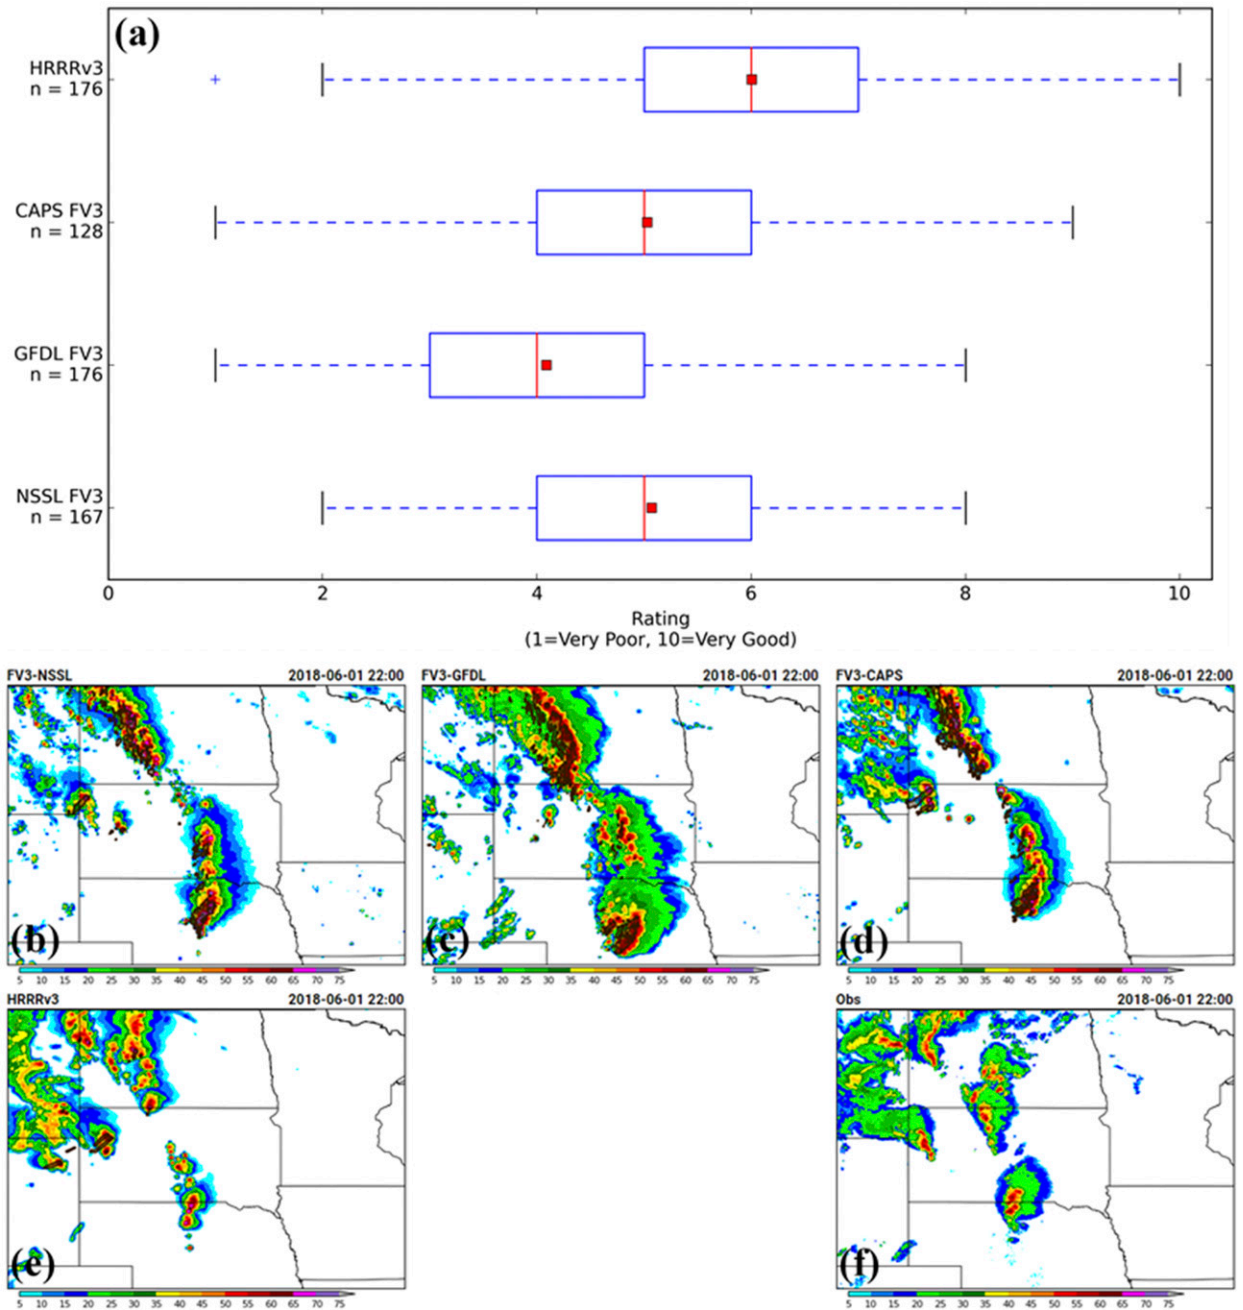 (a)
HRRRv3
n = 176
CAPS FV3
n = 128
GFDL FV3
n = 176
NSSL FV3
n = 167
0 2 4 6 8 10
Rating
(1=Very Poor, 10=Very Good)
FV3-NSSL 2018-06-01 22:00
(b)
5 10 15 20 25 30 35 40 45 50 55 60 65 70 75
FV3-GFDL 2018-06-01 22:00
(c)
5 10 15 20 25 30 35 40 45 50 55 60 65 70 75
FV3-CAPS 2018-06-01 22:00
(d)
5 10 15 20 25 30 35 40 45 50 55 60 65 70 75
HRRRv3 2018-06-01 22:00
(e)
5 10 15 20 25 30 35 40 45 50 55 60 65 70 75
Obs 2018-06-01 22:00
(f)
5 10 15 20 25 30 35 40 45 50 55 60 65 70 75